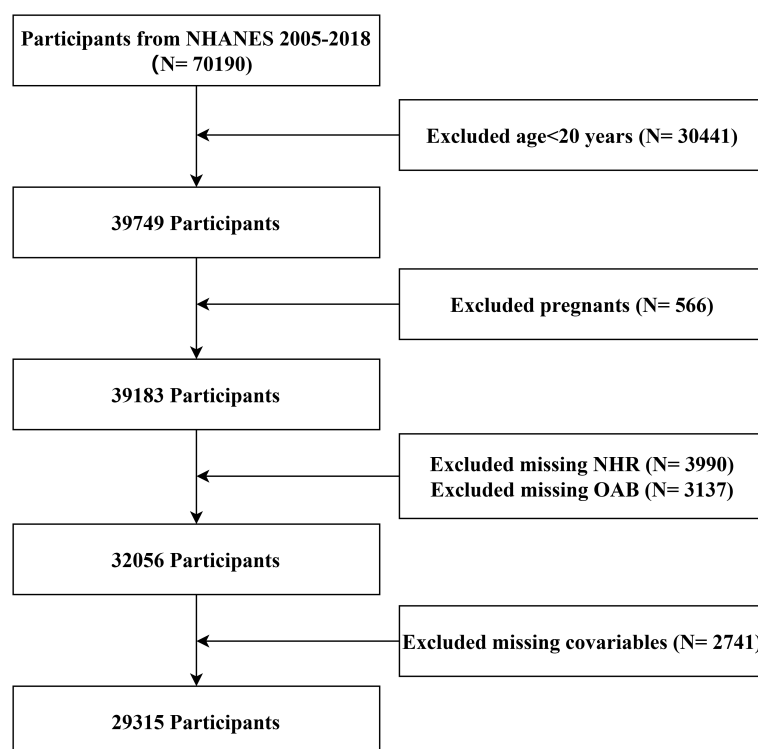 Participants from NHANES 2005-2018
(N= 70190)
Excluded age<20 years (N= 30441)
39749 Participants
Excluded pregnants (N= 566)
39183 Participants
Excluded missing NHR (N= 3990)
Excluded missing OAB (N= 3137)
32056 Participants
Excluded missing covariables (N= 2741)
29315 Participants